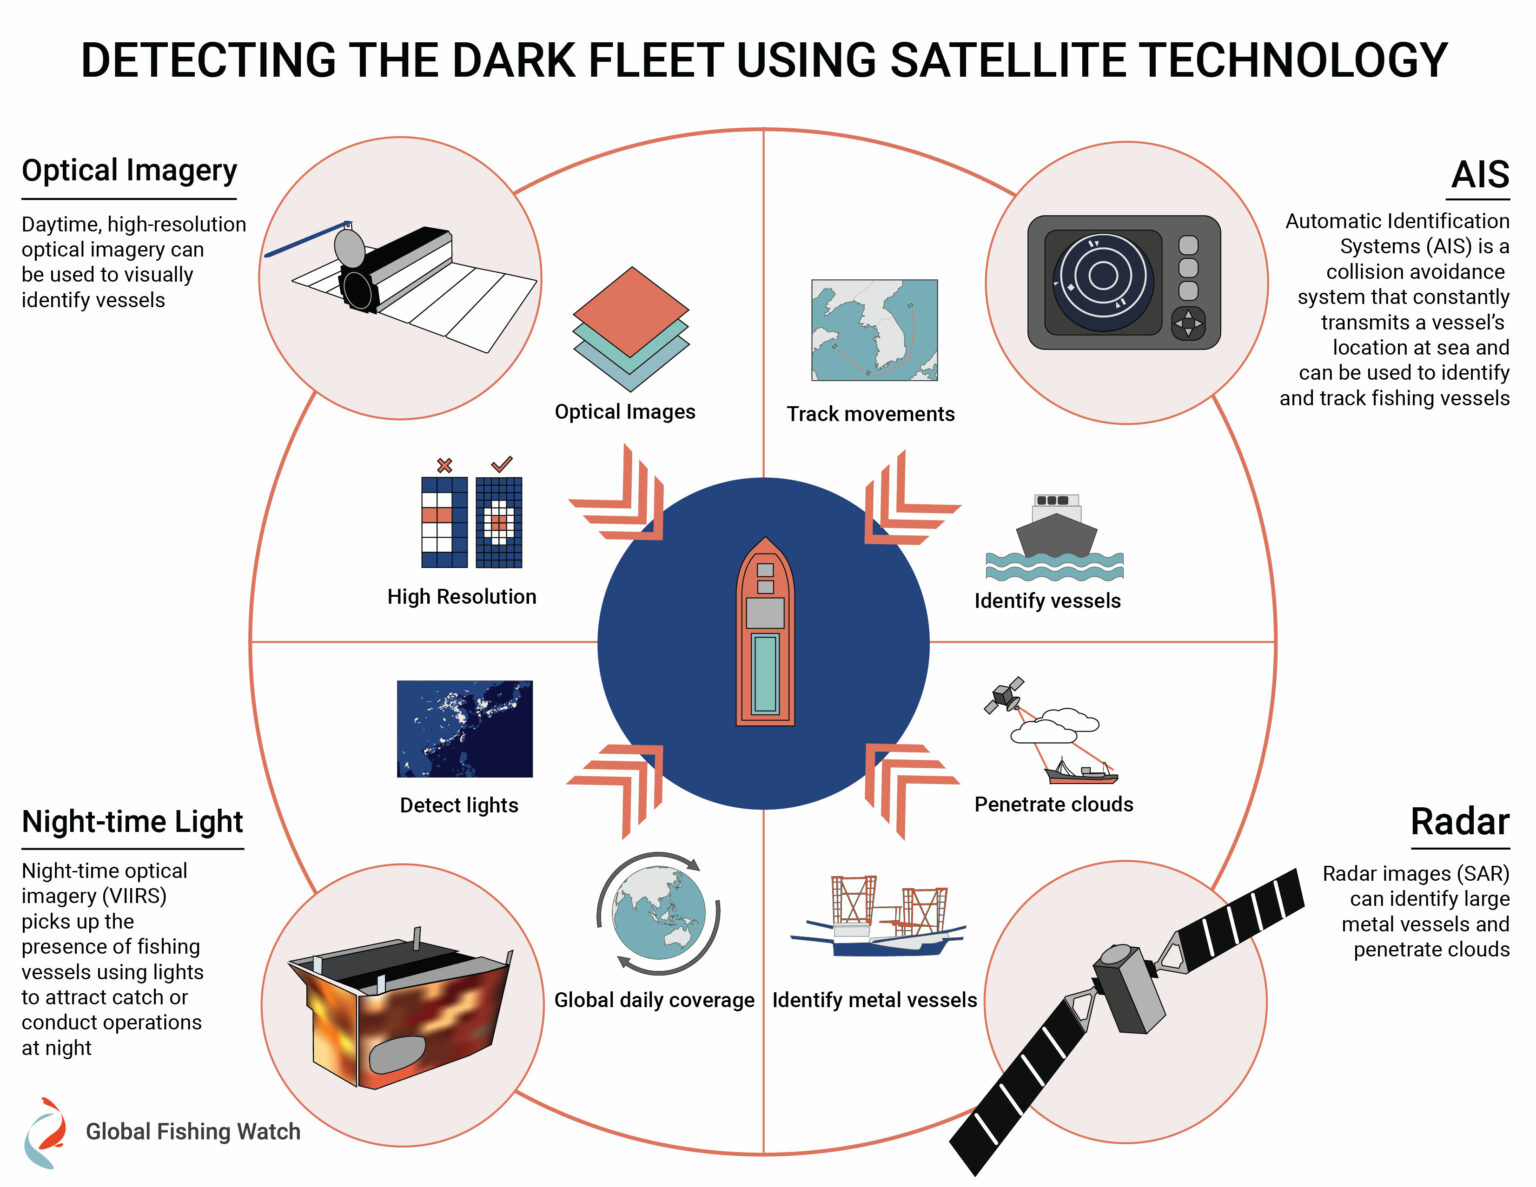 DETECTING THE DARK FLEET USING SATELLITE TECHNOLOGY
Optical Imagery
Daytime, high-resolution
optical imagery can
be used to visually
identify vessels
AIS
Automatic Identification
Systems (AIS) is a
collision avoidance
system that constantly
transmits a vessel's
location at sea and
can be used to identify
and track fishing vessels
Optical Images
Track movements
High Resolution
Identify vessels
Detect lights
Penetrate clouds
Global daily coverage
Identify metal vessels
Night-time Light
Night-time optical
imagery (VIIRS)
picks up the
presence of fishing
vessels using lights
to attract catch or
conduct operations
at night
Radar
Radar images (SAR)
can identify large
metal vessels and
penetrate clouds
Global Fishing Watch